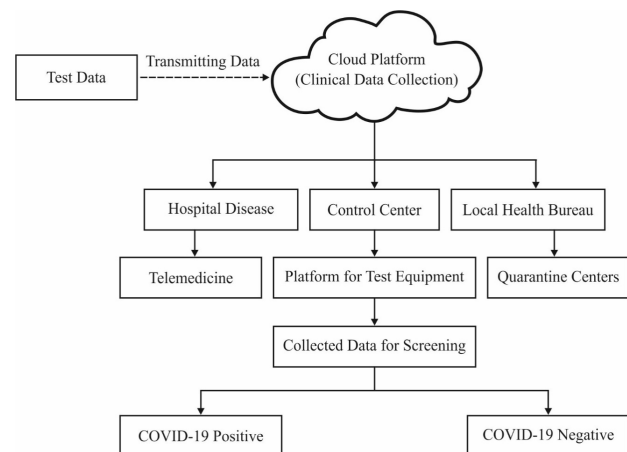 Transmitting Data
Test Data
Cloud Platform
(Clinical Data Collection)
Hospital Disease
Control Center
Local Health Bureau
Telemedicine
Platform for Test Equipment
Quarantine Centers
Collected Data for Screening
COVID-19 Positive
COVID-19 Negative